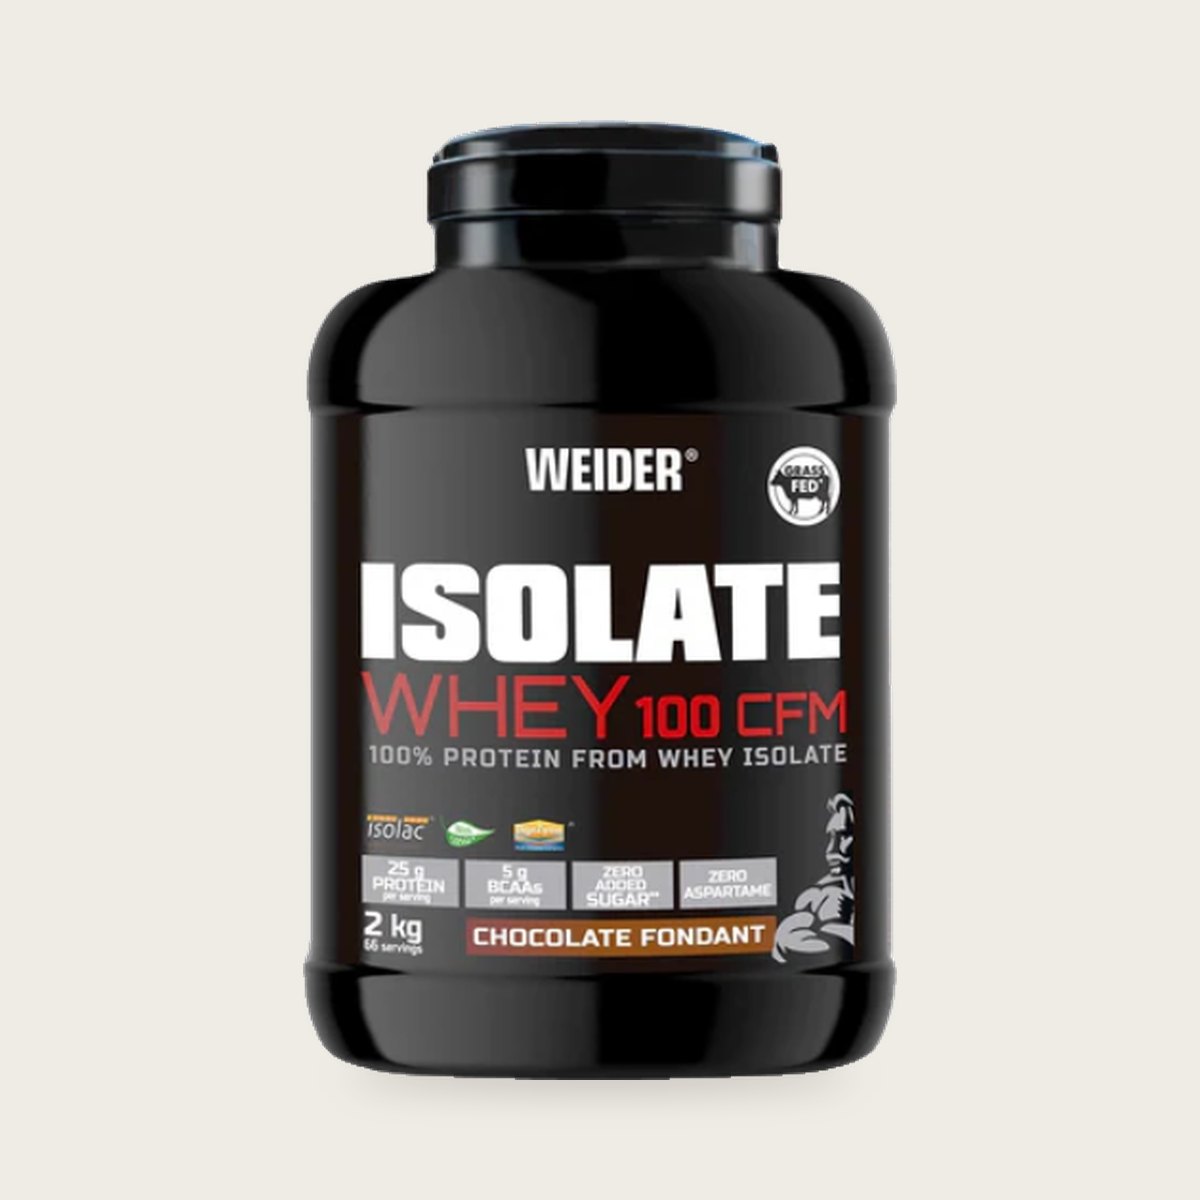 WEIDER®
GRASS
FED*
ISOLATE
WHEY 100 CFM
100% PROTEIN FROM WHEY ISOLATE
isolac®
25 g
PROTEIN
per serving
5 g
BCAAs
per serving
ZERO
ADDED
SUGAR**
ZERO
ASPARTAME
2 kg
66 servings
CHOCOLATE FONDANT